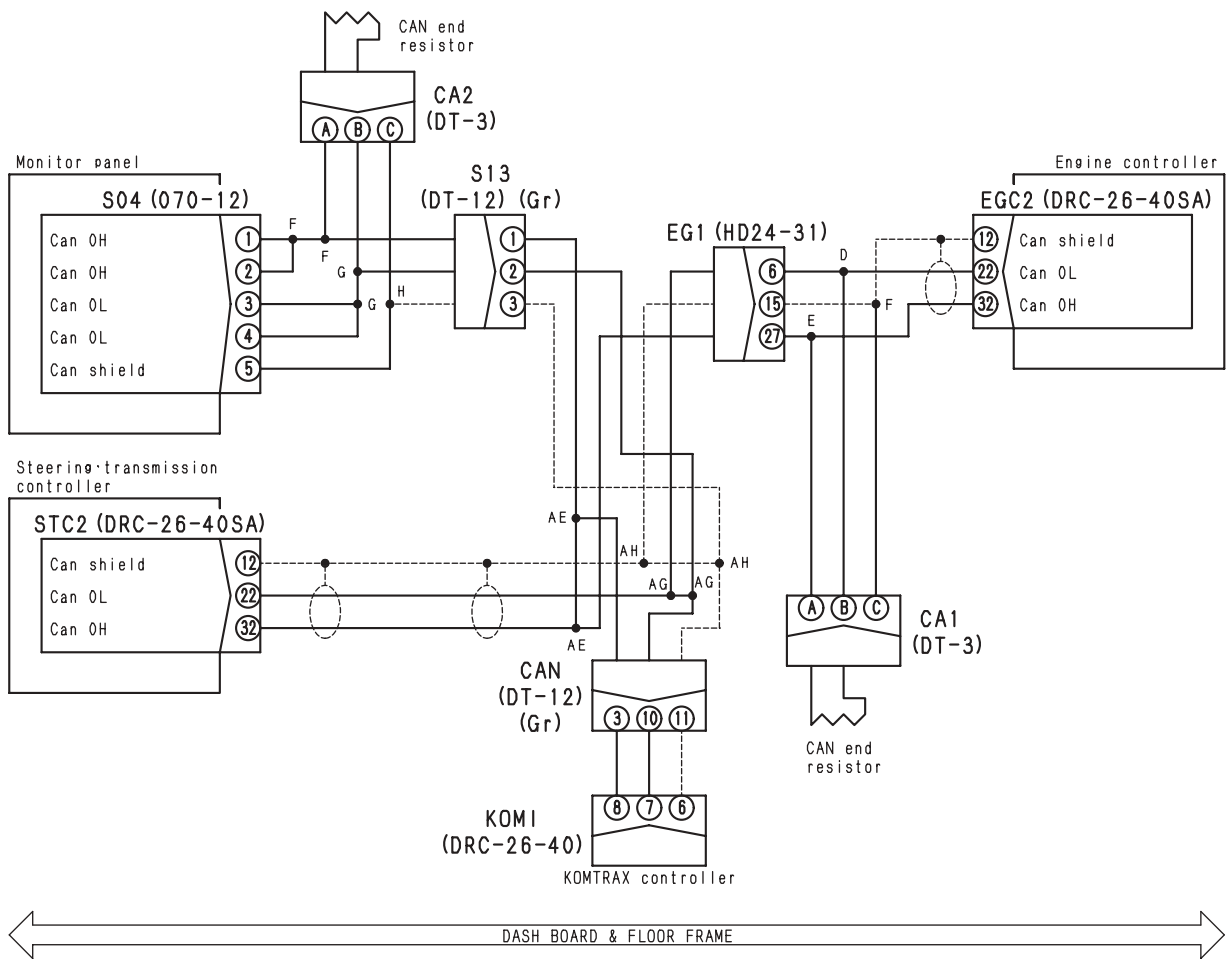 CAN end
resistor
CA2
(DT-3)
A B C
Monitor panel
S04 (070-12)
Can 0H 1
Can 0H 2
Can 0L 3
Can 0L 4
Can shield 5
F
F
G
G
H
S13
(DT-12) (Gr)
1
2
3
EG1 (HD24-31)
6
15
27
D
F
E
Engine controller
EGC2 (DRC-26-40SA)
12 Can shield
22 Can 0L
32 Can 0H
Steering·transmission
controller
STC2 (DRC-26-40SA)
Can shield 12
Can 0L 22
Can 0H 32
AE
AH
AH
AG
AG
AE
A B C
CA1
(DT-3)
CAN end
resistor
CAN
(DT-12)
(Gr)
3 10 11
8 7 6
KOMI
(DRC-26-40)
KOMTRAX controller
DASH BOARD & FLOOR FRAME